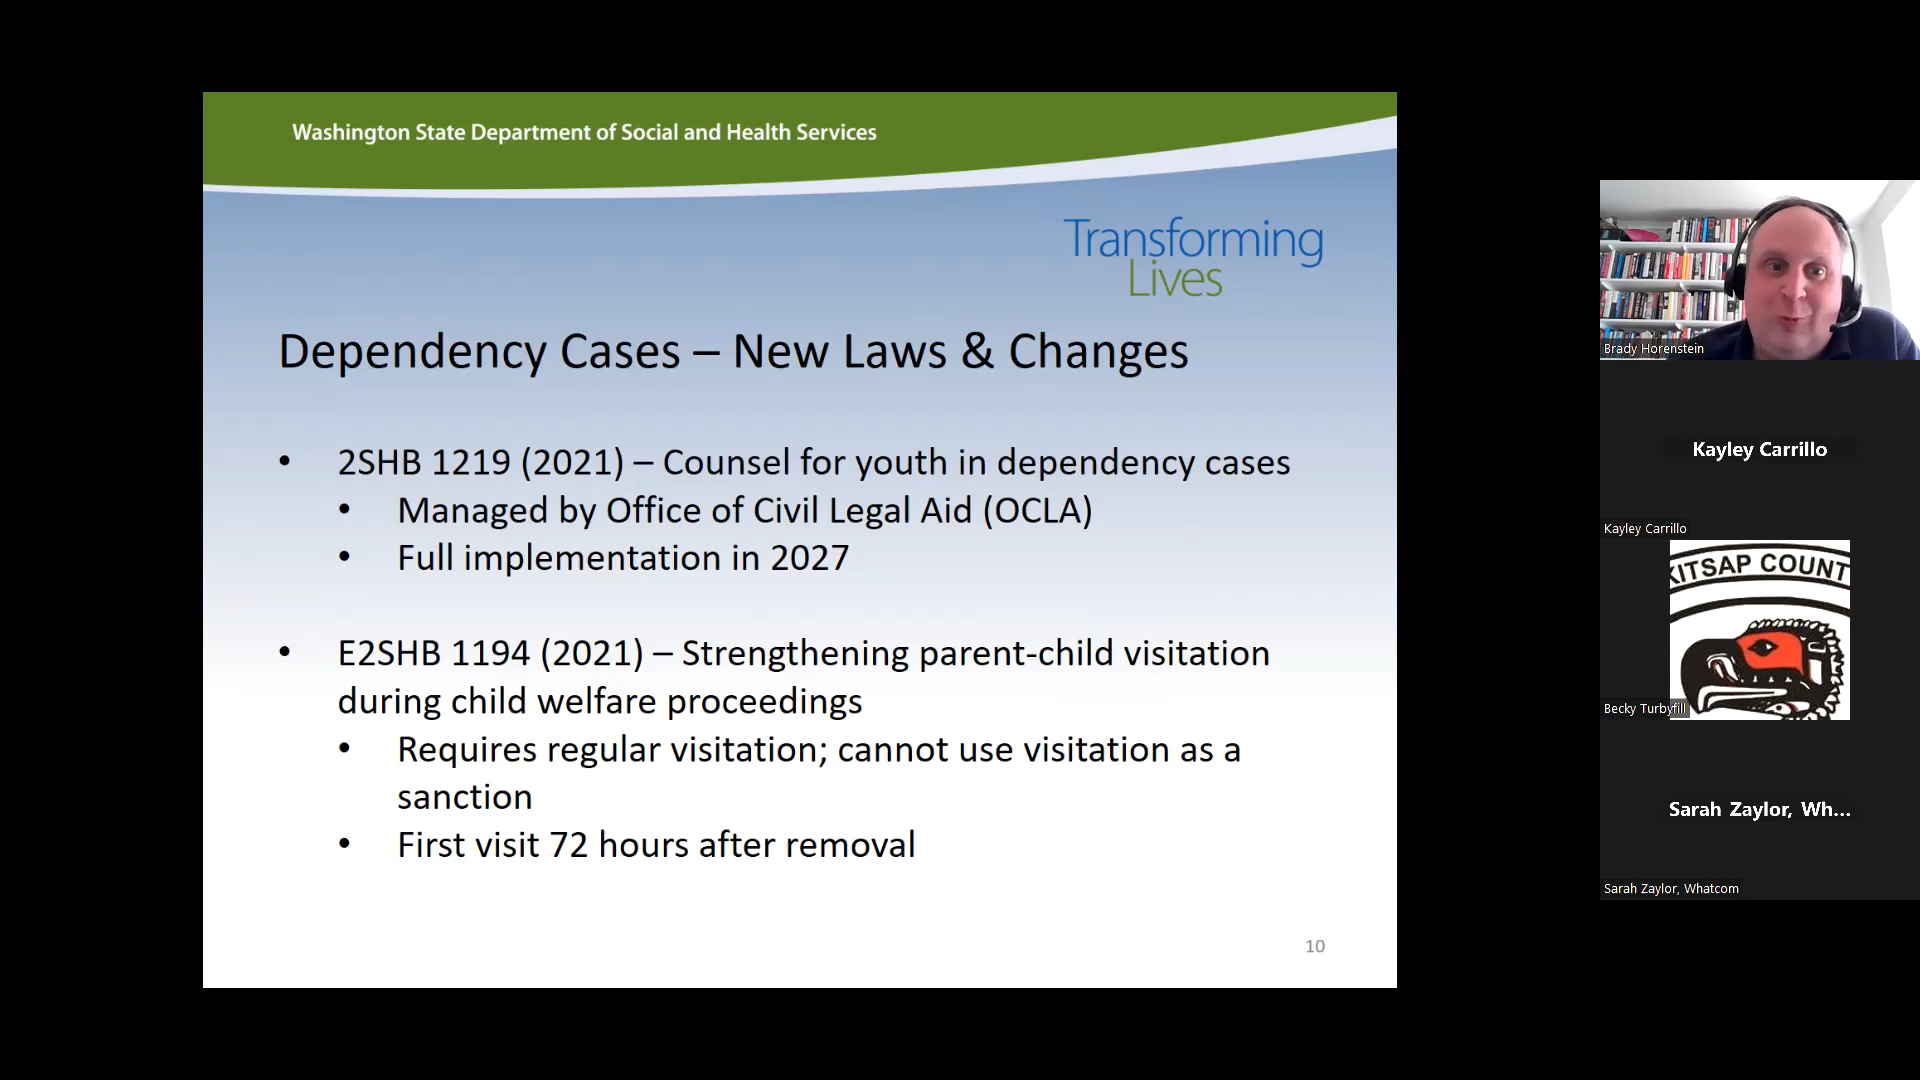 Washington State Department of Social and Health Services
Transforming
Lives
Dependency Cases – New Laws & Changes
• 2SHB 1219 (2021) – Counsel for youth in dependency cases
• Managed by Office of Civil Legal Aid (OCLA)
• Full implementation in 2027
• E2SHB 1194 (2021) – Strengthening parent-child visitation
during child welfare proceedings
• Requires regular visitation; cannot use visitation as a
sanction
• First visit 72 hours after removal
10
Brady Horenstein
Kayley Carrillo
Kayley Carrillo
KITSAP COUNT
Becky Turbyfill
Sarah Zaylor, Wh...
Sarah Zaylor, Whatcom